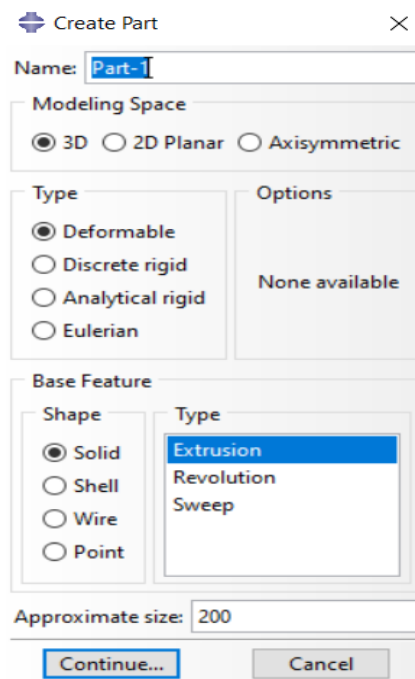 Create Part
Name: Part-1
Modeling Space
3D 2D Planar Axisymmetric
Type
Deformable
Discrete rigid
Analytical rigid
Eulerian
Options
None available
Base Feature
Shape
Solid
Shell
Wire
Point
Type
Extrusion
Revolution
Sweep
Approximate size: 200
Continue... Cancel